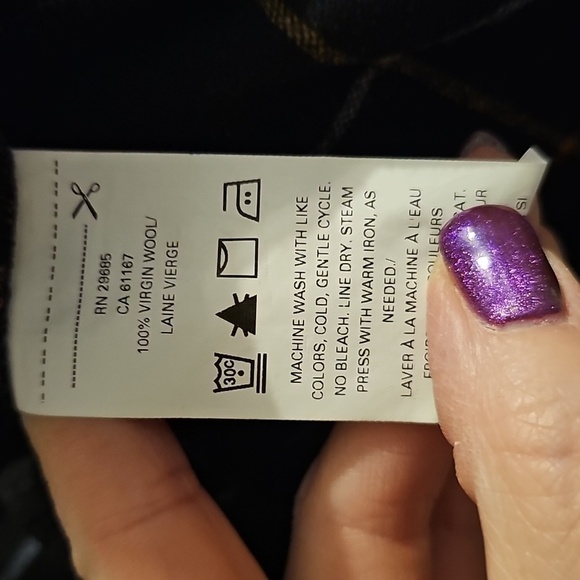 RN 29685
CA 61167
100% VIRGIN WOOL/
LAINE VIERGE
30C
MACHINE WASH WITH LIKE
COLORS, COLD, GENTLE CYCLE.
NO BLEACH. LINE DRY. STEAM
PRESS WITH WARM IRON, AS
NEEDED./
LAVER À LA MACHINE À L'EAU